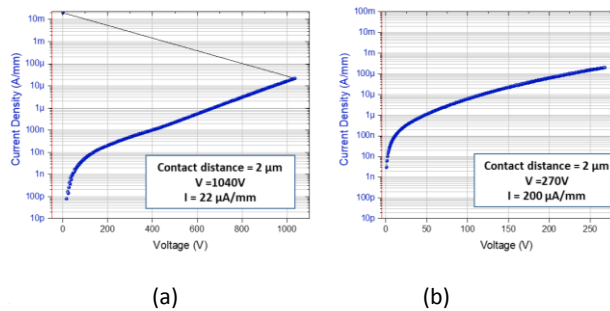 10m
1m
100µ
10µ
1µ
100n
10n
1n
100p
10p
Current Density (A/mm)
0
200
400
600
800
1000
Voltage (V)
Contact distance = 2 µm
V =1040V
I = 22 µA/mm
(a)
100m
10m
1m
100µ
10µ
1µ
100n
10n
1n
100p
10p
Current Density (A/mm)
0
50
100
150
200
250
Voltage (V)
Contact distance = 2 µm
V =270V
I = 200 µA/mm
(b)